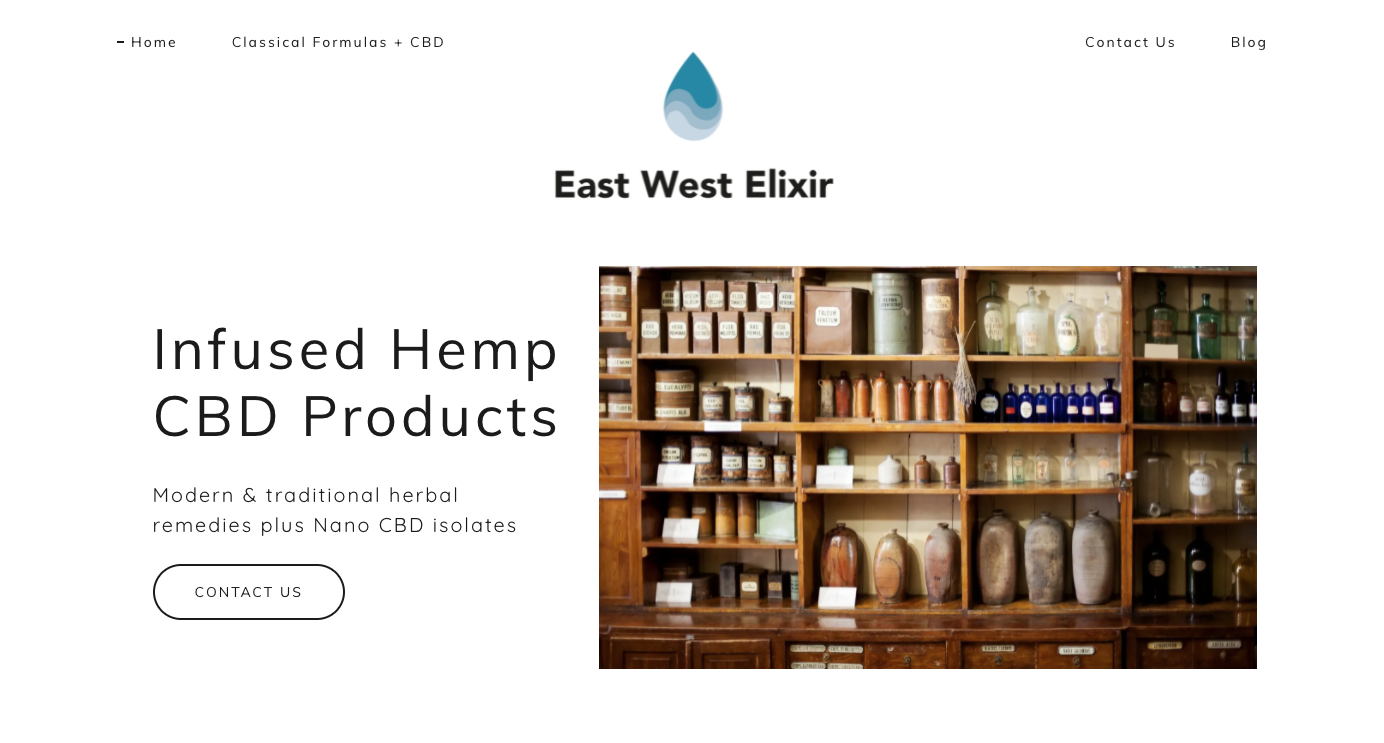 Home
Classical Formulas + CBD
Contact Us
Blog
East West Elixir
Infused Hemp
CBD Products
Modern & traditional herbal
remedies plus Nano CBD isolates
CONTACT US